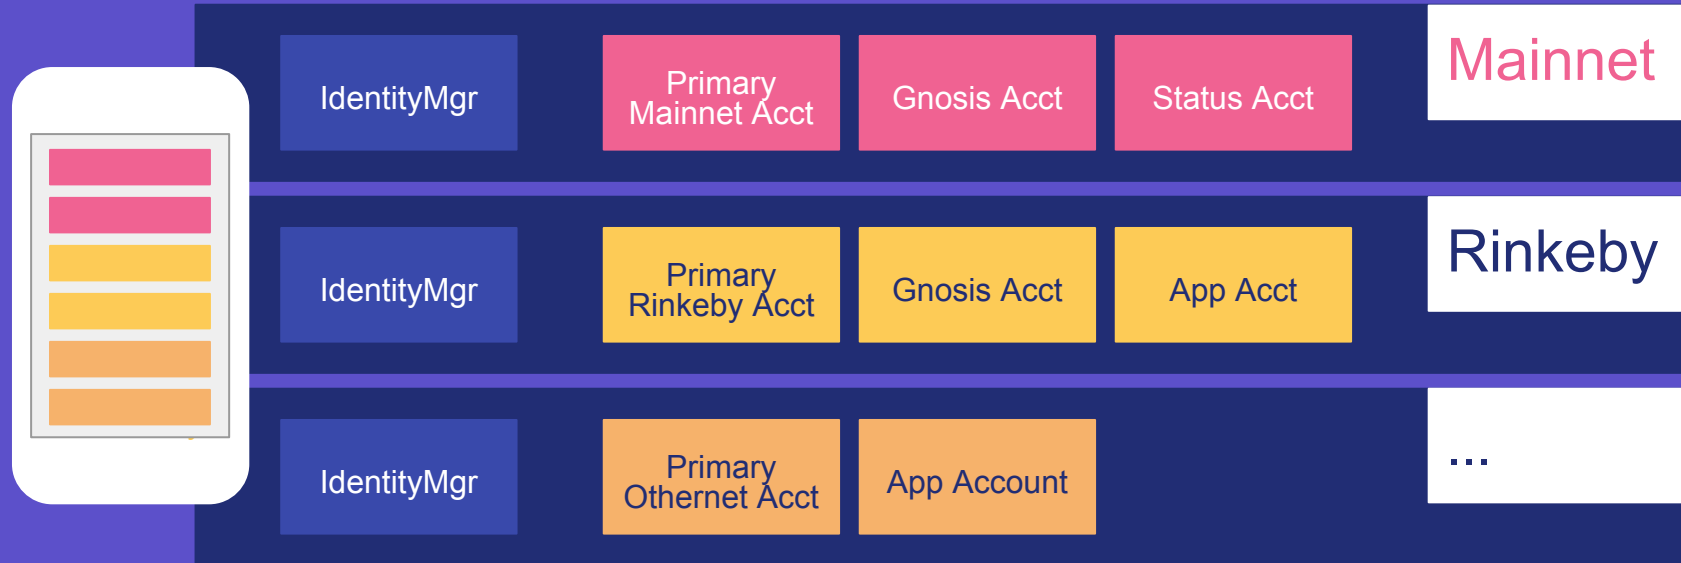 IdentityMgr
Primary
Mainnet Acct
Gnosis Acct
Status Acct
Mainnet
IdentityMgr
Primary
Rinkeby Acct
Gnosis Acct
App Acct
Rinkeby
IdentityMgr
Primary
Othernet Acct
App Account
...